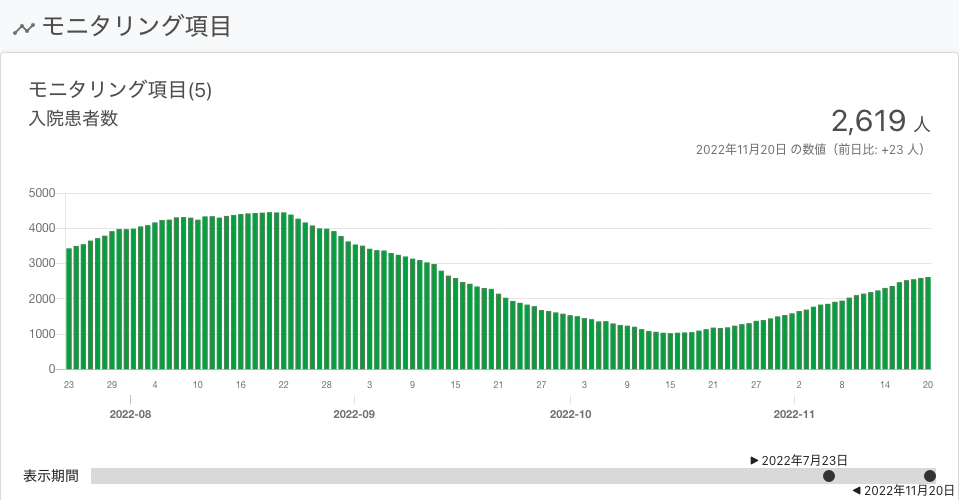 モニタリング項目
モニタリング項目(5)
入院患者数
2,619 人
2022年11月20日 の数値（前日比: +23 人）
5000
4000
3000
2000
1000
0
23 29 4 10 16 22 28 3 9 15 21 27 3 9 15 21 27 2 8 14 20
2022-08 2022-09 2022-10 2022-11
▶ 2022年7月23日
表示期間
◀ 2022年11月20日